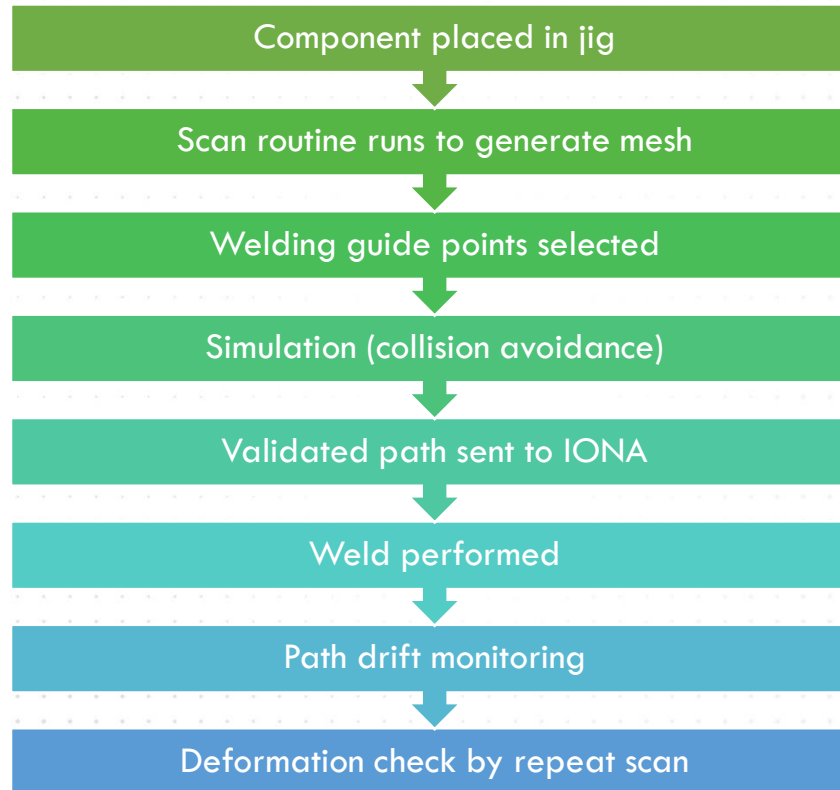 Component placed in jig
Scan routine runs to generate mesh
Welding guide points selected
Simulation (collision avoidance)
Validated path sent to IONA
Weld performed
Path drift monitoring
Deformation check by repeat scan